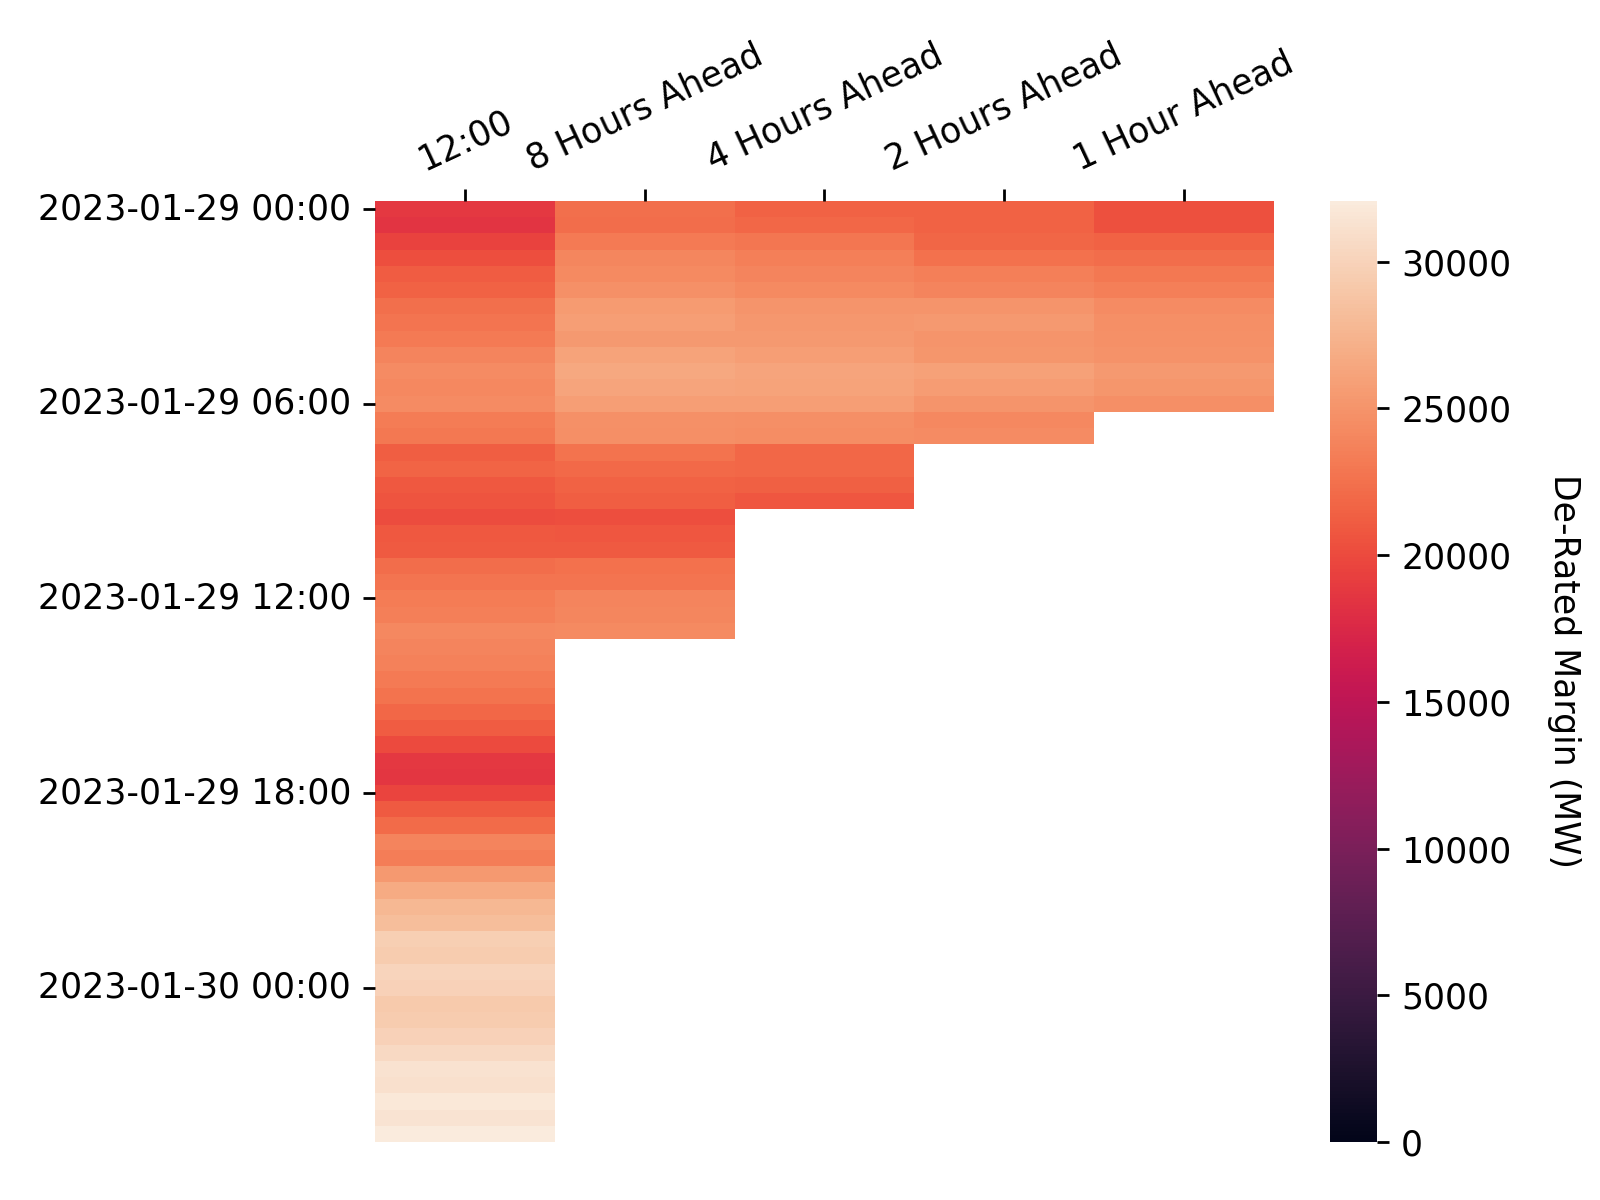 12:00
8 Hours Ahead
4 Hours Ahead
2 Hours Ahead
1 Hour Ahead
2023-01-29 00:00
2023-01-29 06:00
2023-01-29 12:00
2023-01-29 18:00
2023-01-30 00:00
30000
25000
20000
15000
10000
5000
0
De-Rated Margin (MW)